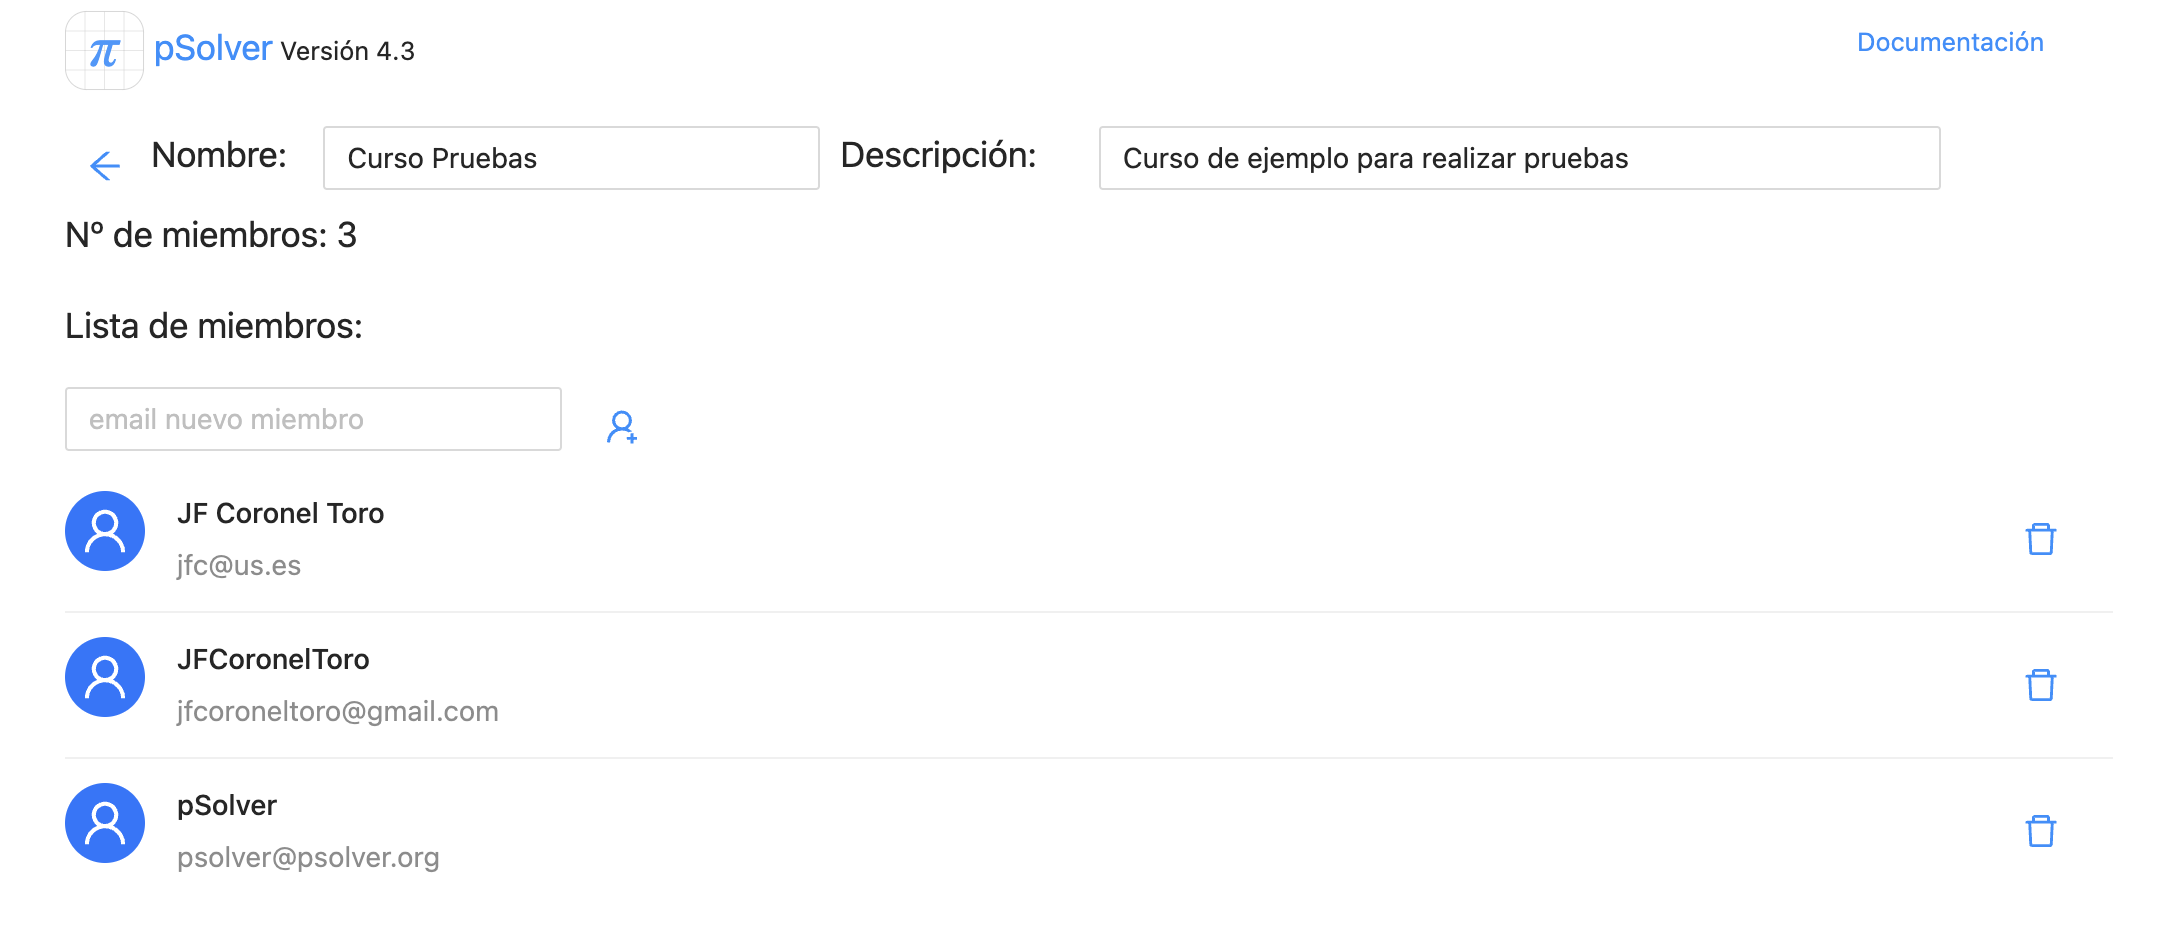 π pSolver Versión 4.3 Documentación
Nombre: Curso Pruebas Descripción: Curso de ejemplo para realizar pruebas
Nº de miembros: 3
Lista de miembros:
email nuevo miembro
JF Coronel Toro
jfc@us.es
JFCoronelToro
jfcoroneltoro@gmail.com
pSolver
psolver@psolver.org